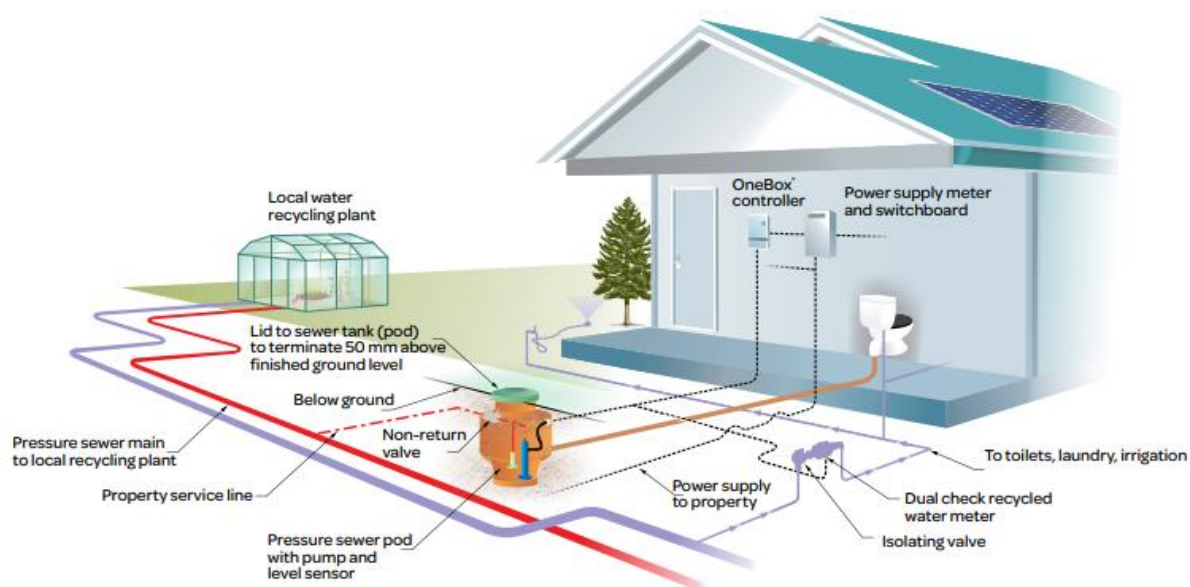 OneBox®
controller
Power supply meter
and switchboard
Local water
recycling plant
Lid to sewer tank (pod)
to terminate 50 mm above
finished ground level
Below ground
Non-return
valve
Pressure sewer main
to local recycling plant
Property service line
Pressure sewer pod
with pump and
level sensor
Power supply
to property
To toilets, laundry, irrigation
Dual check recycled
water meter
Isolating valve